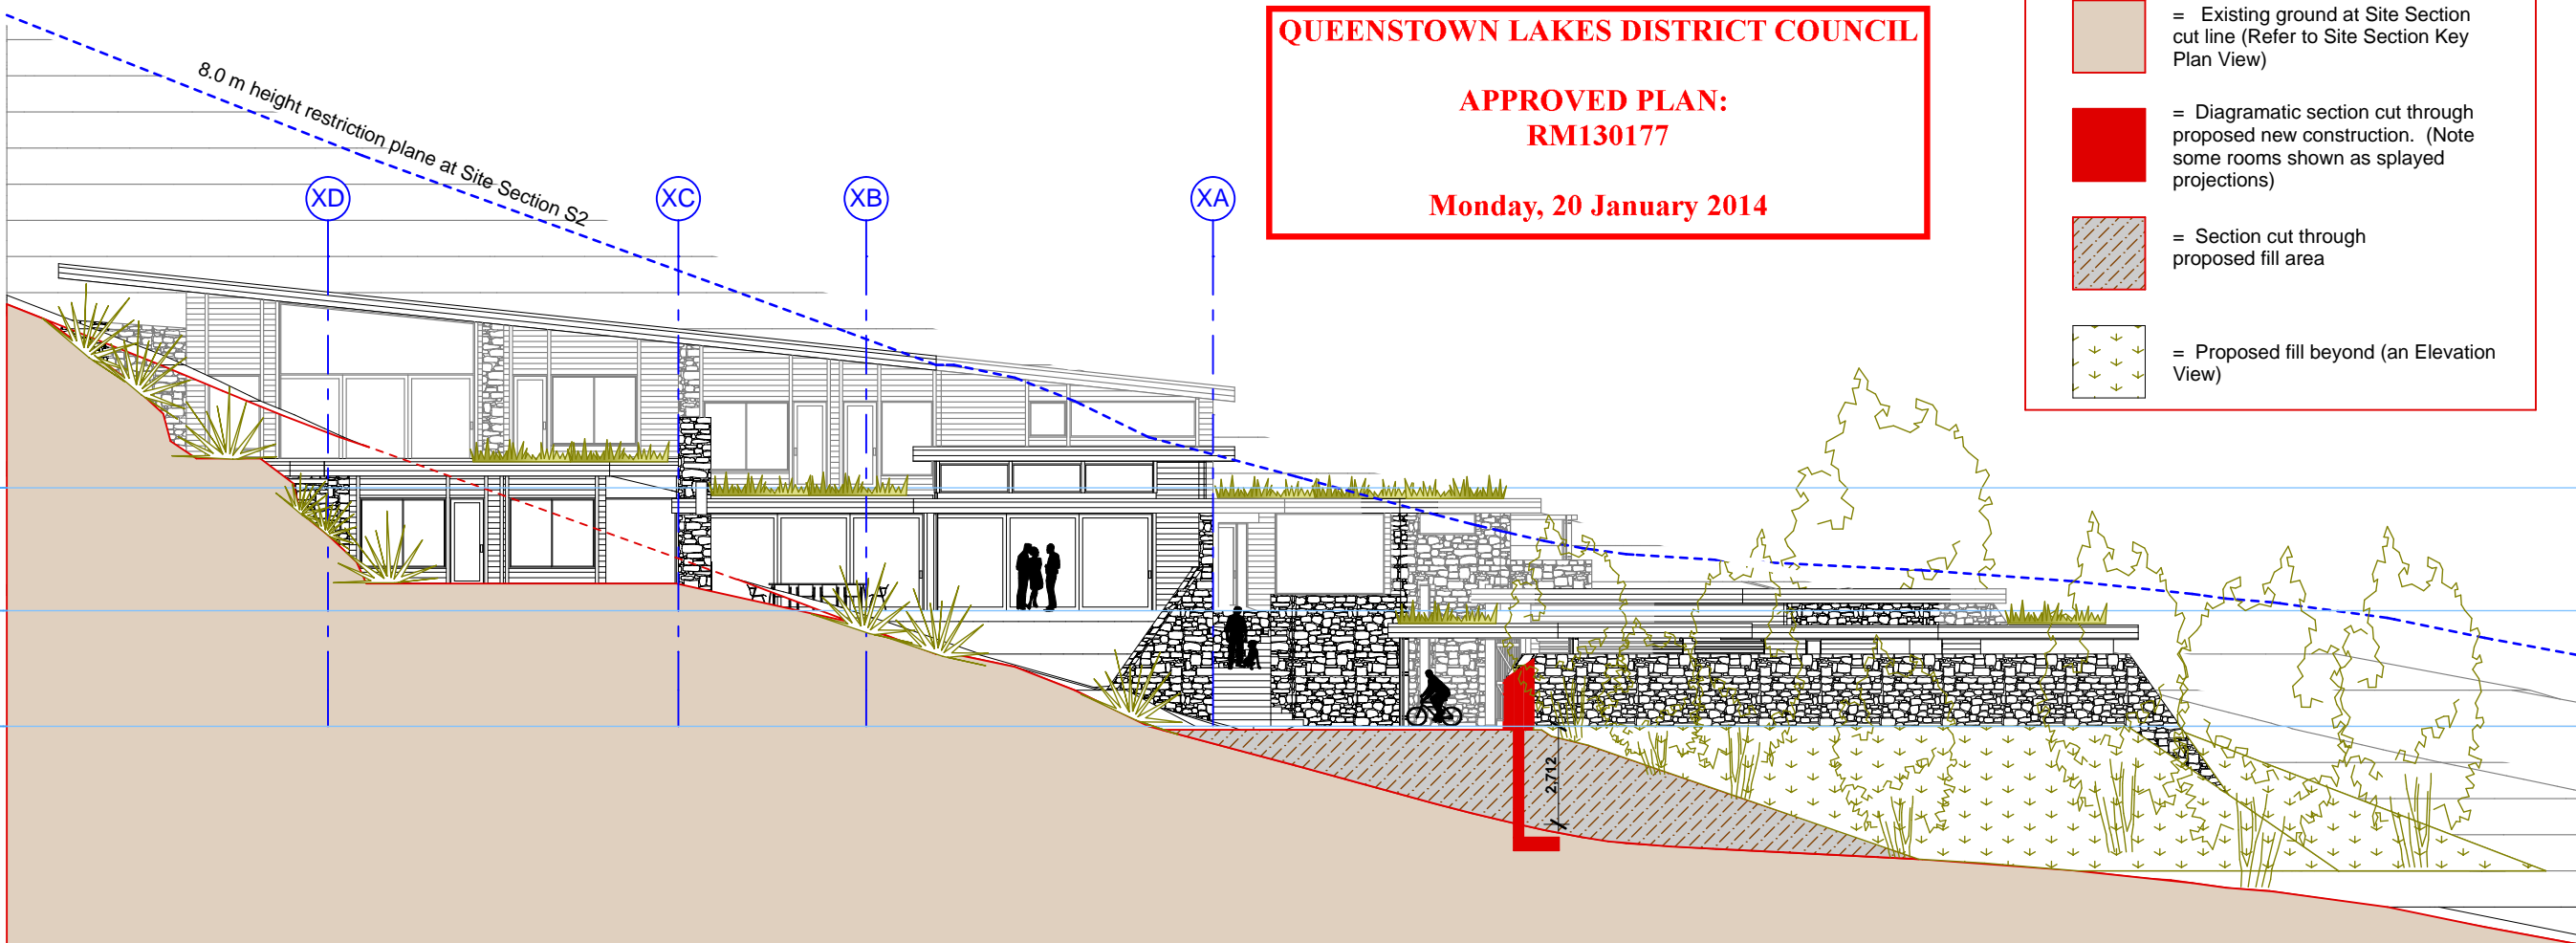 QUEENSTOWN LAKES DISTRICT COUNCIL
APPROVED PLAN:
RM130177
Monday, 20 January 2014
= Existing ground at Site Section
cut line (Refer to Site Section Key
Plan View)
= Diagramatic section cut through
proposed new construction. (Note
some rooms shown as splayed
projections)
= Section cut through
proposed fill area
= Proposed fill beyond (an Elevation
View)
8.0 m height restriction plane at Site Section S2
XD
XC
XB
XA
2,712